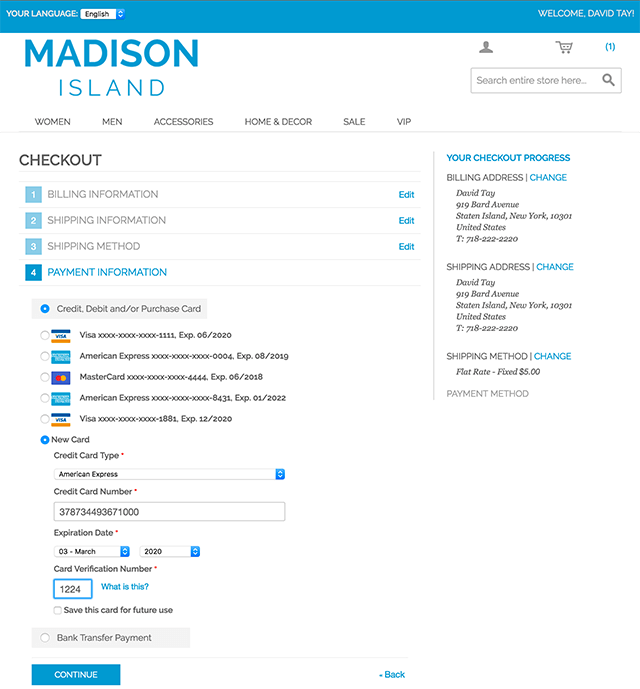 YOUR LANGUAGE: English
WELCOME, DAVID TAY!
MADISON
ISLAND
(1)
Search entire store here...
WOMEN MEN ACCESSORIES HOME & DECOR SALE VIP
CHECKOUT
1 BILLING INFORMATION Edit
2 SHIPPING INFORMATION Edit
3 SHIPPING METHOD Edit
4 PAYMENT INFORMATION
Credit, Debit and/or Purchase Card
VISA Visa xxxx-xxxx-xxxx-1111, Exp. 06/2020
American Express xxxx-xxxx-xxxx-0004, Exp. 08/2019
MasterCard xxxx-xxxx-xxxx-4444, Exp. 06/2018
American Express xxxx-xxxx-xxxx-8431, Exp. 01/2022
VISA Visa xxxx-xxxx-xxxx-1881, Exp. 12/2020
New Card
Credit Card Type *
American Express
Credit Card Number *
378734493671000
Expiration Date *
03 - March 2020
Card Verification Number *
1224 What is this?
Save this card for future use
Bank Transfer Payment
CONTINUE
« Back
YOUR CHECKOUT PROGRESS
BILLING ADDRESS | CHANGE
David Tay
919 Bard Avenue
Staten Island, New York, 10301
United States
T: 718-222-2220
SHIPPING ADDRESS | CHANGE
David Tay
919 Bard Avenue
Staten Island, New York, 10301
United States
T: 718-222-2220
SHIPPING METHOD | CHANGE
Flat Rate - Fixed $5.00
PAYMENT METHOD